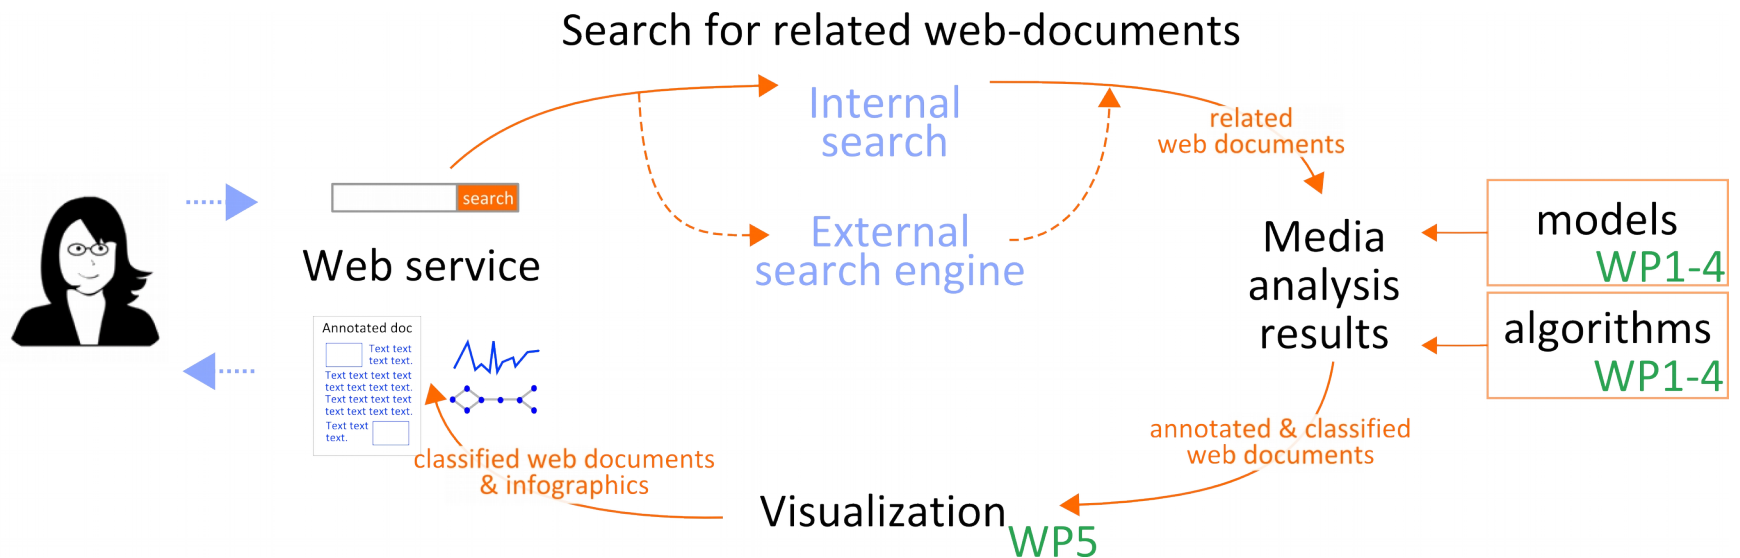 Search for related web-documents
Internal
search
related
web documents
search
Web service
External
search engine
Media
analysis
results
models
WP1-4
algorithms
WP1-4
Annotated doc
Text text
text text.
Text text text text
text text text text.
Text text text text
text text text text.
Text text
text.
annotated & classified
web documents
classified web documents
& infographics
Visualization
WP5